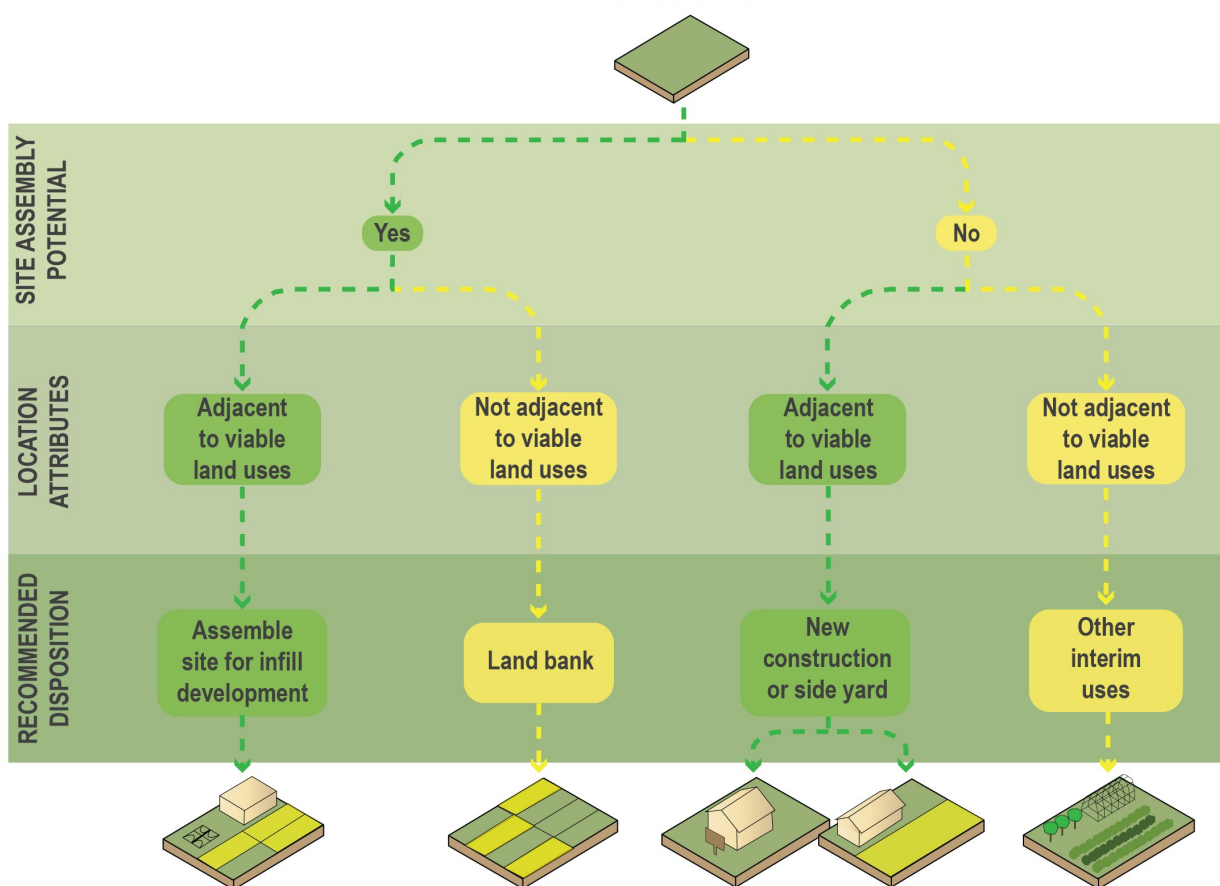 SITE ASSEMBLY
POTENTIAL
Yes
No
LOCATION
ATTRIBUTES
Adjacent
to viable
land uses
Not adjacent
to viable
land uses
Adjacent
to viable
land uses
Not adjacent
to viable
land uses
RECOMMENDED
DISPOSITION
Assemble
site for infill
development
Land bank
New
construction
or side yard
Other
interim
uses